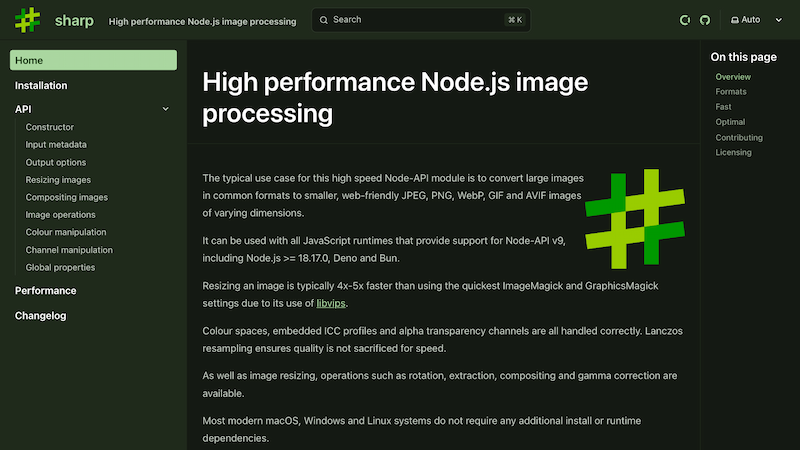 sharp
High performance Node.js image processing
Search
⌘ K
Auto
Home
Installation
API
Constructor
Input metadata
Output options
Resizing images
Compositing images
Image operations
Colour manipulation
Channel manipulation
Global properties
Performance
Changelog
High performance Node.js image
processing
The typical use case for this high speed Node-API module is to convert large images
in common formats to smaller, web-friendly JPEG, PNG, WebP, GIF and AVIF images
of varying dimensions.
It can be used with all JavaScript runtimes that provide support for Node-API v9,
including Node.js >= 18.17.0, Deno and Bun.
Resizing an image is typically 4x-5x faster than using the quickest ImageMagick and GraphicsMagick
settings due to its use of libvips.
Colour spaces, embedded ICC profiles and alpha transparency channels are all handled correctly. Lanczos
resampling ensures quality is not sacrificed for speed.
As well as image resizing, operations such as rotation, extraction, compositing and gamma correction are
available.
Most modern macOS, Windows and Linux systems do not require any additional install or runtime
dependencies.
On this page
Overview
Formats
Fast
Optimal
Contributing
Licensing